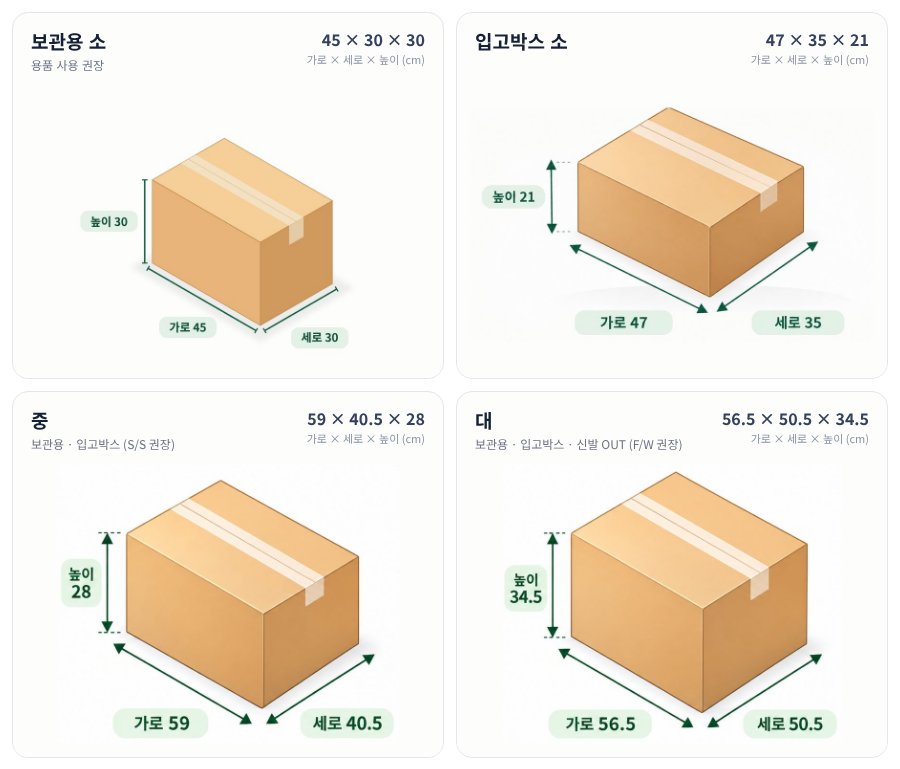 보관용 소
45 × 30 × 30
용품 사용 권장
가로 × 세로 × 높이 (cm)
높이 30
가로 45
세로 30
입고박스 소
47 × 35 × 21
가로 × 세로 × 높이 (cm)
높이 21
가로 47
세로 35
중
59 × 40.5 × 28
보관용 · 입고박스 (S/S 권장)
가로 × 세로 × 높이 (cm)
높이
28
가로 59
세로 40.5
대
56.5 × 50.5 × 34.5
보관용 · 입고박스 · 신발 OUT (F/W 권장)
가로 × 세로 × 높이 (cm)
높이
34.5
가로 56.5
세로 50.5